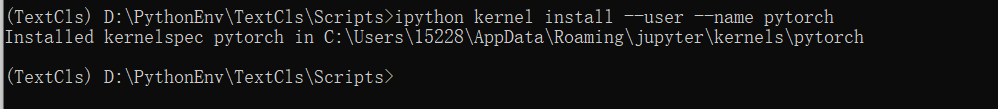 (TextCls) D:\PythonEnv\TextCls\Scripts>ipython kernel install --user --name pytorch
Installed kernelspec pytorch in C:\Users\15228\AppData\Roaming\jupyter\kernels\pytorch
(TextCls) D:\PythonEnv\TextCls\Scripts>